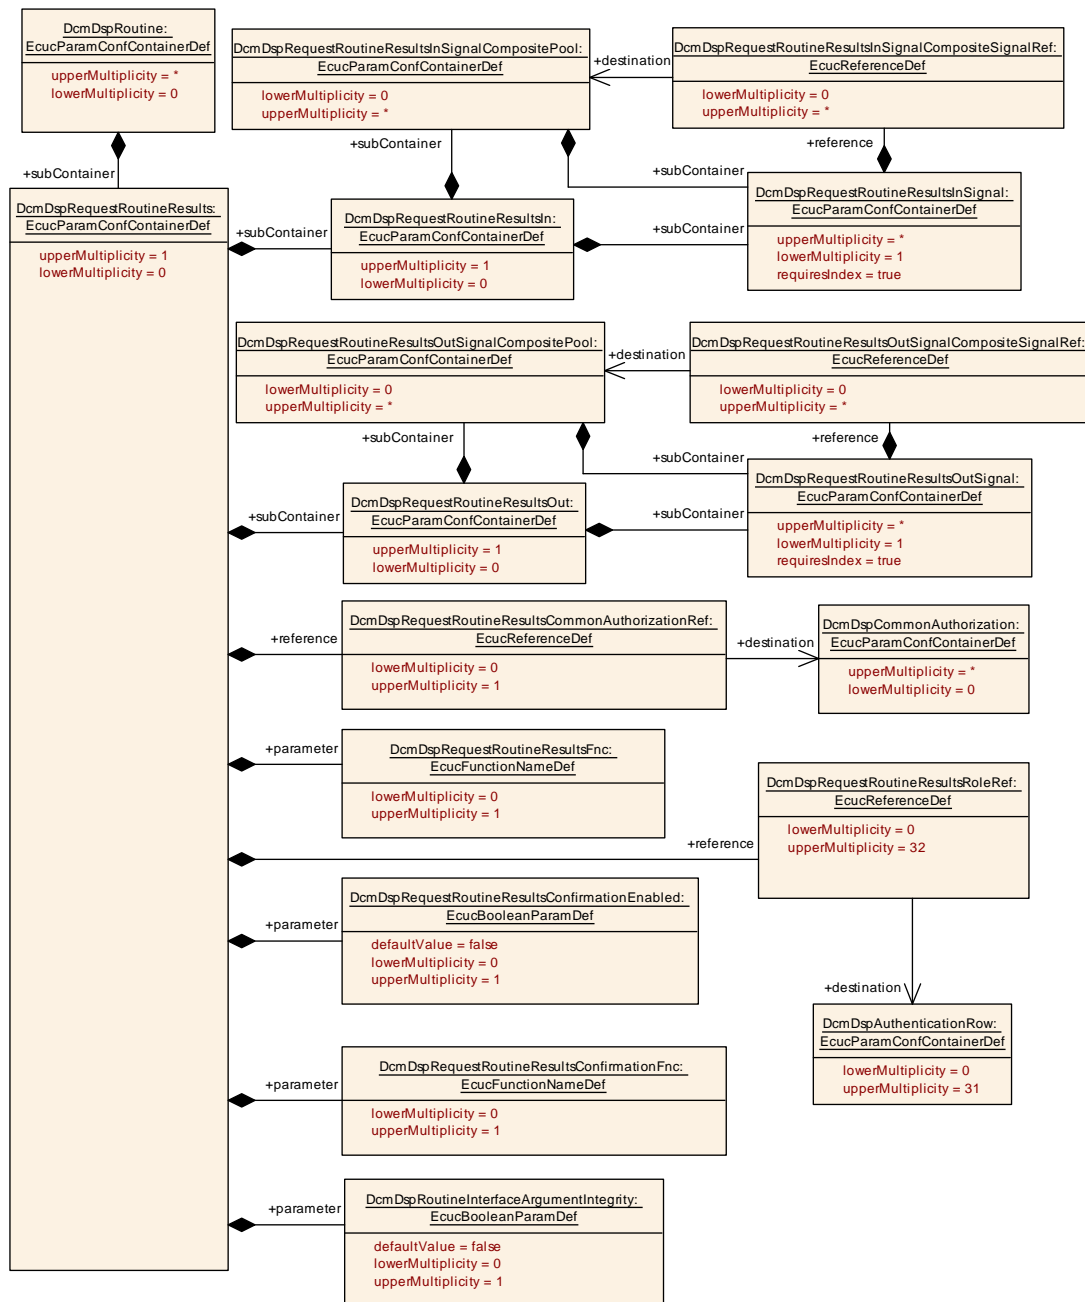 DcmDspRoutine:
EcucParamConfContainerDef
upperMultiplicity = *
lowerMultiplicity = 0
+subContainer
DcmDspRequestRoutineResultsInSignalCompositePool:
EcucParamConfContainerDef
lowerMultiplicity = 0
upperMultiplicity = *
+destination
DcmDspRequestRoutineResultsInSignalCompositeSignalRef:
EcucReferenceDef
lowerMultiplicity = 0
upperMultiplicity = *
+subContainer
+reference
+subContainer
DcmDspRequestRoutineResults:
EcucParamConfContainerDef
upperMultiplicity = 1
lowerMultiplicity = 0
+subContainer
DcmDspRequestRoutineResultsIn:
EcucParamConfContainerDef
upperMultiplicity = 1
lowerMultiplicity = 0
+subContainer
DcmDspRequestRoutineResultsInSignal:
EcucParamConfContainerDef
upperMultiplicity = *
lowerMultiplicity = 1
requiresIndex = true
DcmDspRequestRoutineResultsOutSignalCompositePool:
EcucParamConfContainerDef
lowerMultiplicity = 0
upperMultiplicity = *
+destination
DcmDspRequestRoutineResultsOutSignalCompositeSignalRef:
EcucReferenceDef
lowerMultiplicity = 0
upperMultiplicity = *
+subContainer
+reference
+subContainer
+subContainer
DcmDspRequestRoutineResultsOut:
EcucParamConfContainerDef
upperMultiplicity = 1
lowerMultiplicity = 0
+subContainer
DcmDspRequestRoutineResultsOutSignal:
EcucParamConfContainerDef
upperMultiplicity = *
lowerMultiplicity = 1
requiresIndex = true
+reference
DcmDspRequestRoutineResultsCommonAuthorizationRef:
EcucReferenceDef
lowerMultiplicity = 0
upperMultiplicity = 1
+destination
DcmDspCommonAuthorization:
EcucParamConfContainerDef
upperMultiplicity = *
lowerMultiplicity = 0
+parameter
DcmDspRequestRoutineResultsFnc:
EcucFunctionNameDef
lowerMultiplicity = 0
upperMultiplicity = 1
+reference
DcmDspRequestRoutineResultsRoleRef:
EcucReferenceDef
lowerMultiplicity = 0
upperMultiplicity = 32
+parameter
DcmDspRequestRoutineResultsConfirmationEnabled:
EcucBooleanParamDef
defaultValue = false
lowerMultiplicity = 0
upperMultiplicity = 1
+destination
DcmDspAuthenticationRow:
EcucParamConfContainerDef
lowerMultiplicity = 0
upperMultiplicity = 31
+parameter
DcmDspRequestRoutineResultsConfirmationFnc:
EcucFunctionNameDef
lowerMultiplicity = 0
upperMultiplicity = 1
+parameter
DcmDspRoutineInterfaceArgumentIntegrity:
EcucBooleanParamDef
defaultValue = false
lowerMultiplicity = 0
upperMultiplicity = 1